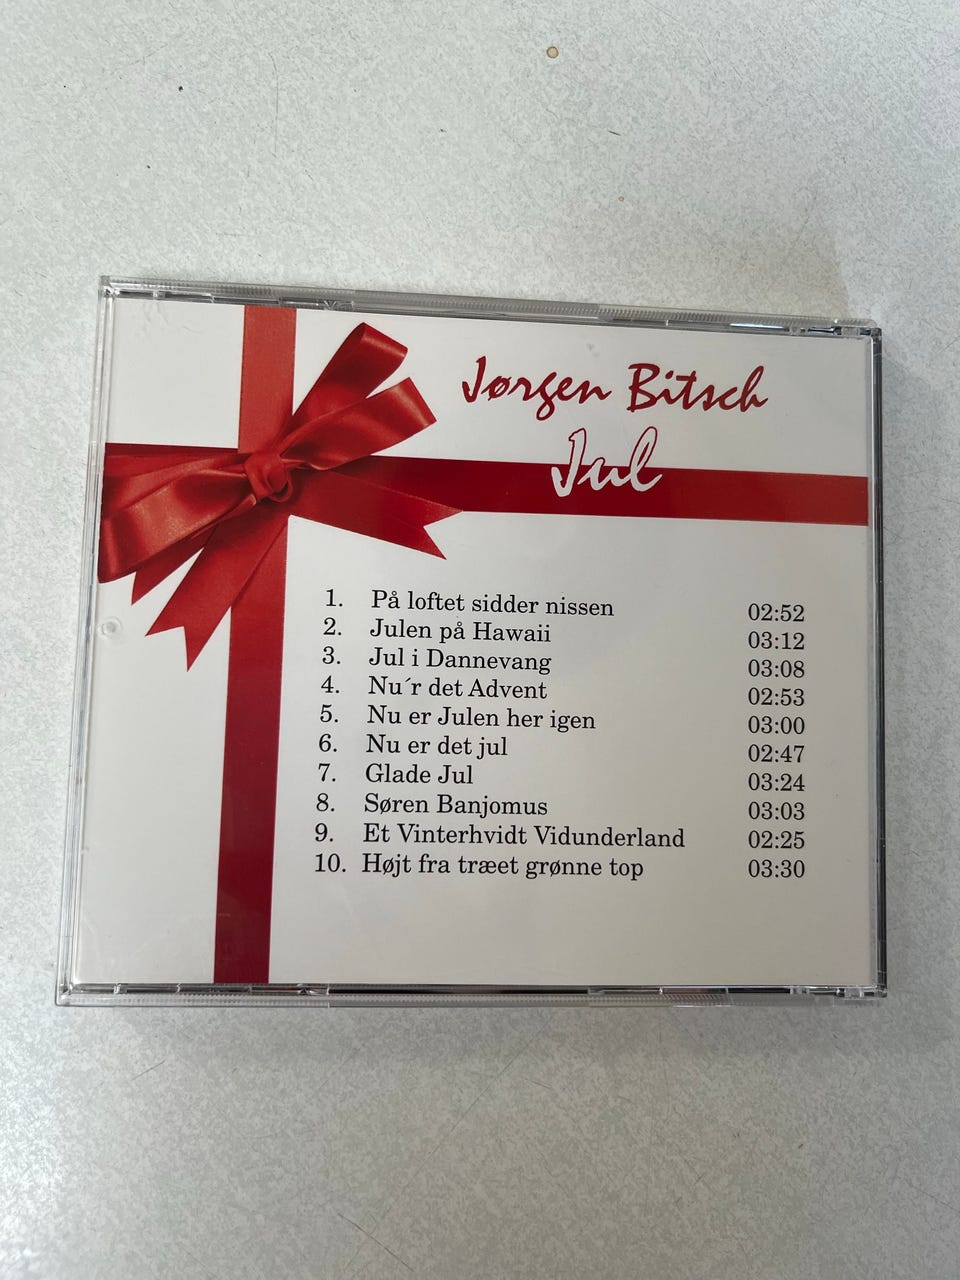 Jørgen Bitsch
Jul
1. På loftet sidder nissen 02:52
2. Julen på Hawaii 03:12
3. Jul i Dannevang 03:08
4. Nu´r det Advent 02:53
5. Nu er Julen her igen 03:00
6. Nu er det jul 02:47
7. Glade Jul 03:24
8. Søren Banjomus 03:03
9. Et Vinterhvidt Vidunderland 02:25
10. Højt fra træet grønne top 03:30